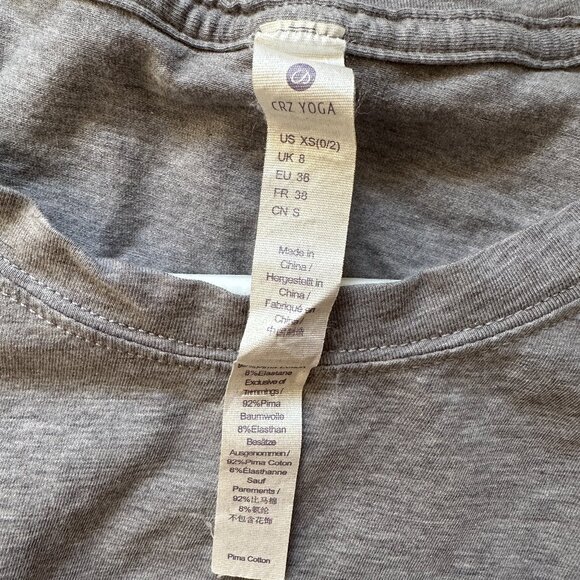 CRZ YOGA
US XS(0/2)
UK 8
EU 36
FR 38
CN S
Made in
China /
Hergestellt in
China /
Fabriqué en
China /
8%Elastane
Exclusive of
Trimmings /
92%Pima
Baumwolle
8%Elasthan
Besätze
Ausgenommen /
92%Pima Coton
8%Élasthanne
Sauf
Parements /
92%比马棉
8%氨纶
不包含花饰
Pima Cotton